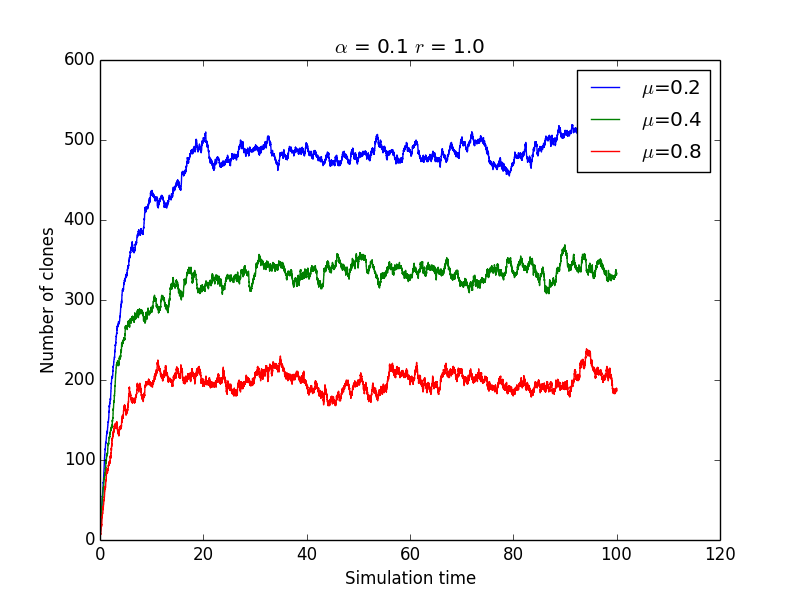 α = 0.1 r = 1.0
μ=0.2
μ=0.4
μ=0.8
Number of clones
600
500
400
300
200
100
0
0 20 40 60 80 100 120
Simulation time